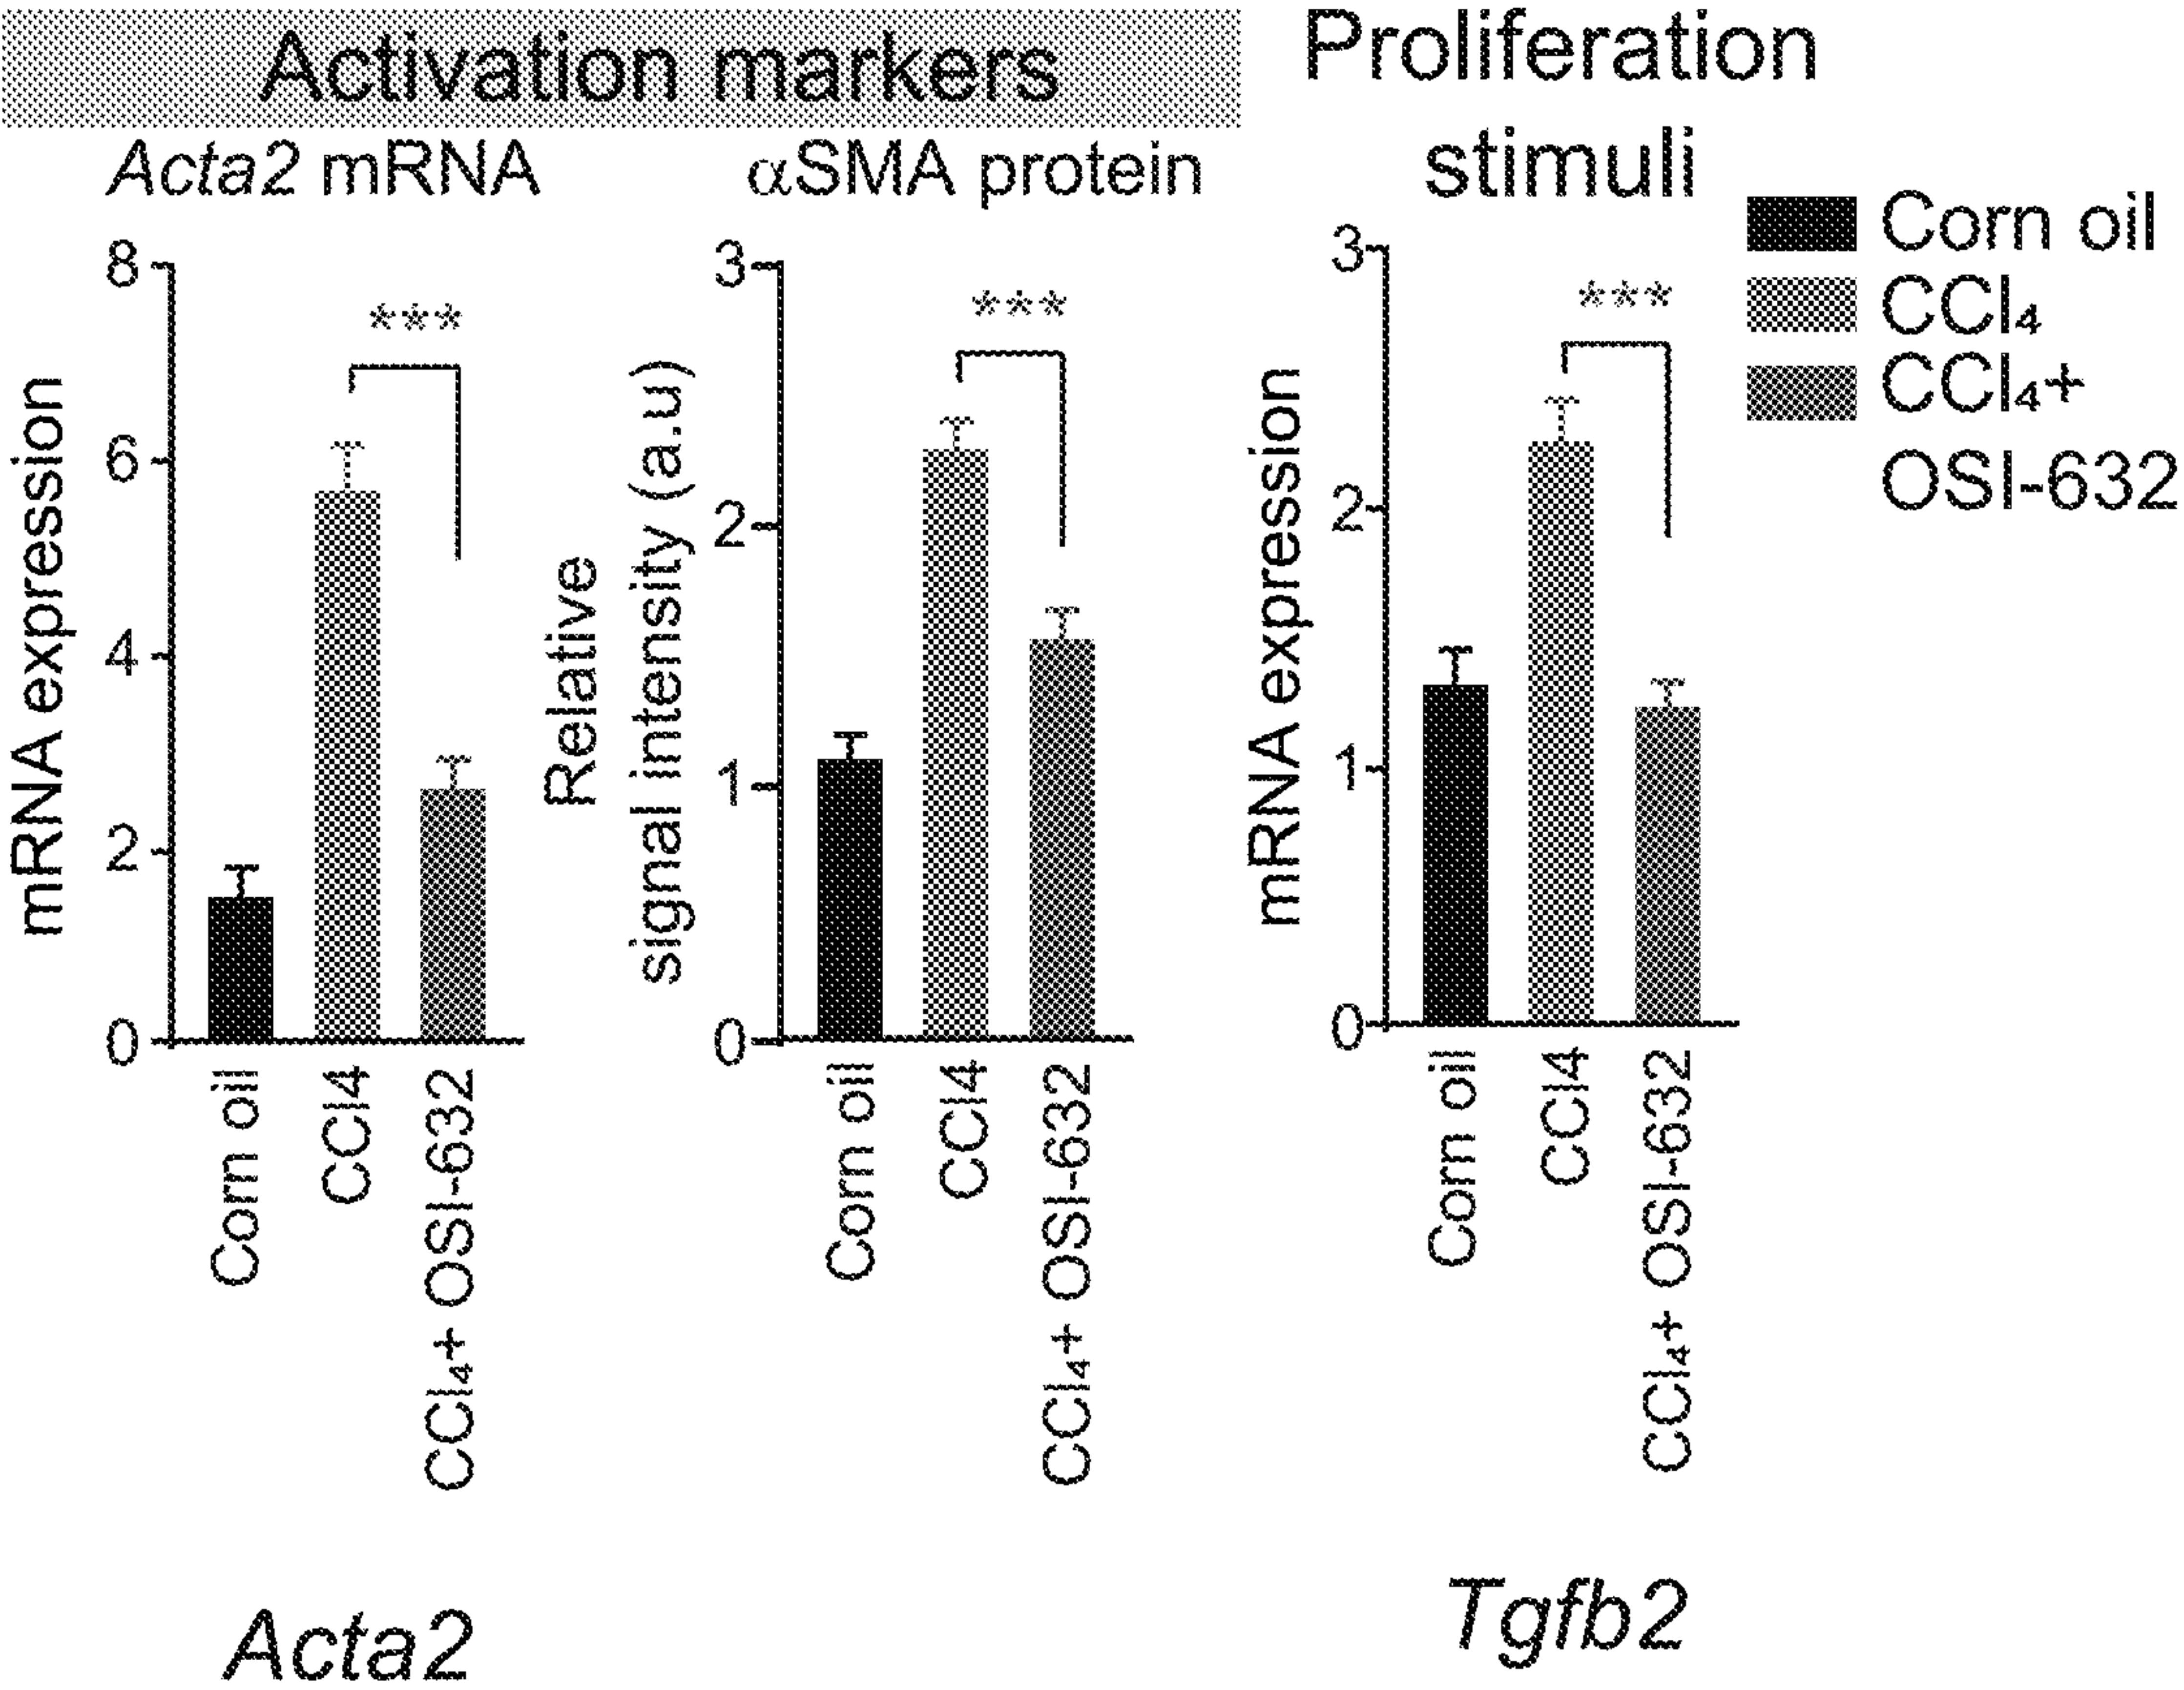 Activation markers
Proliferation
stimuli
Acta2 mRNA
αSMA protein
Corn oil
CCl₄
CCl₄+
OSI-632
mRNA expression
8
6
4
2
0
***
Corn oil
CCl4
CCl₄+ OSI-632
Acta2
Relative
signal intensity (a.u)
3
2
1
0
***
Corn oil
CCl4
CCl₄+ OSI-632
mRNA expression
3
2
1
0
***
Corn oil
CCl4
CCl₄+ OSI-632
Tgfb2